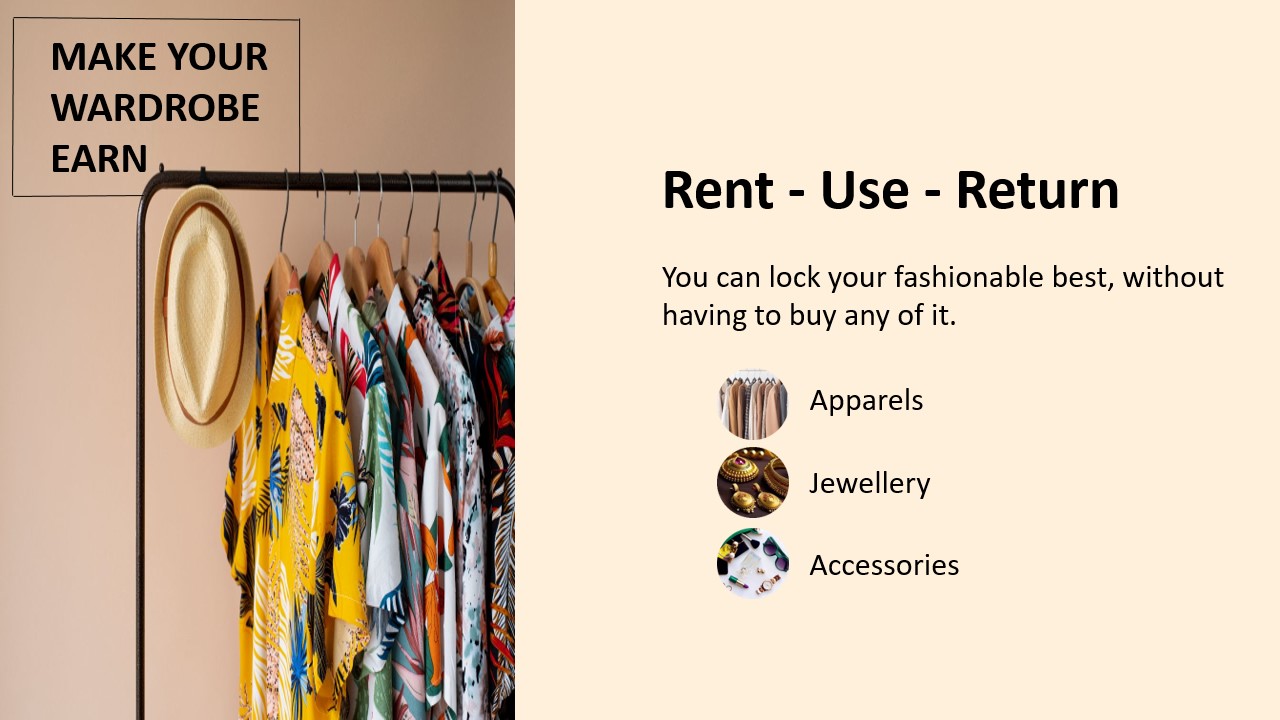 MAKE YOUR
WARDROBE
EARN
Rent - Use - Return
You can lock your fashionable best, without
having to buy any of it.
Apparels
Jewellery
Accessories